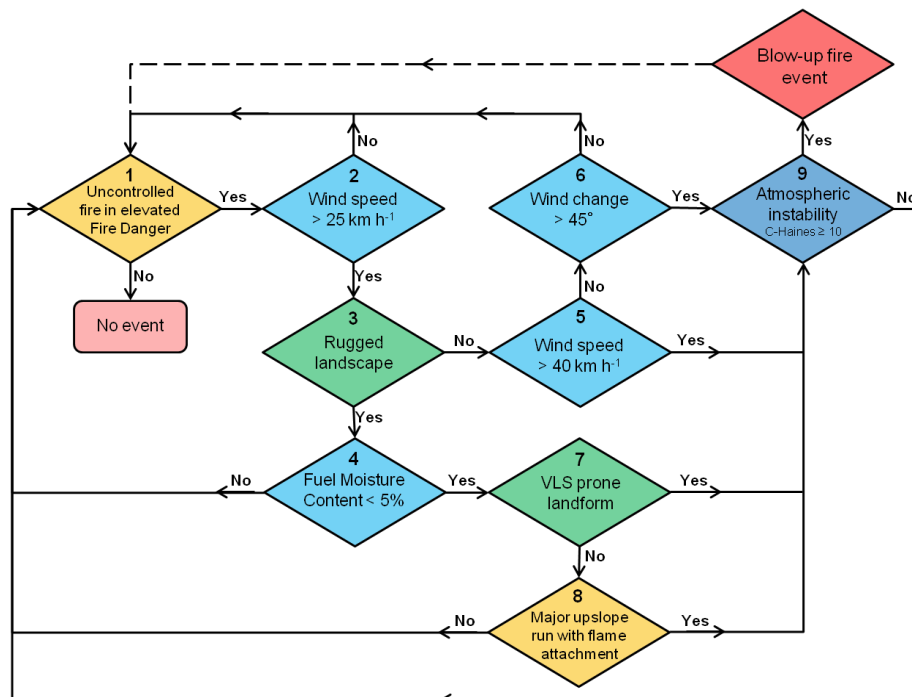 Blow-up fire
event
No
No
Yes
1
Uncontrolled
fire in elevated
Fire Danger
Yes
2
Wind speed
> 25 km h⁻¹
6
Wind change
> 45°
Yes
9
Atmospheric
instability
C-Haines ≥ 10
No
No
Yes
No
No event
3
Rugged
landscape
No
5
Wind speed
> 40 km h⁻¹
Yes
Yes
No
4
Fuel Moisture
Content < 5%
Yes
7
VLS prone
landform
Yes
No
No
8
Major upslope
run with flame
attachment
Yes